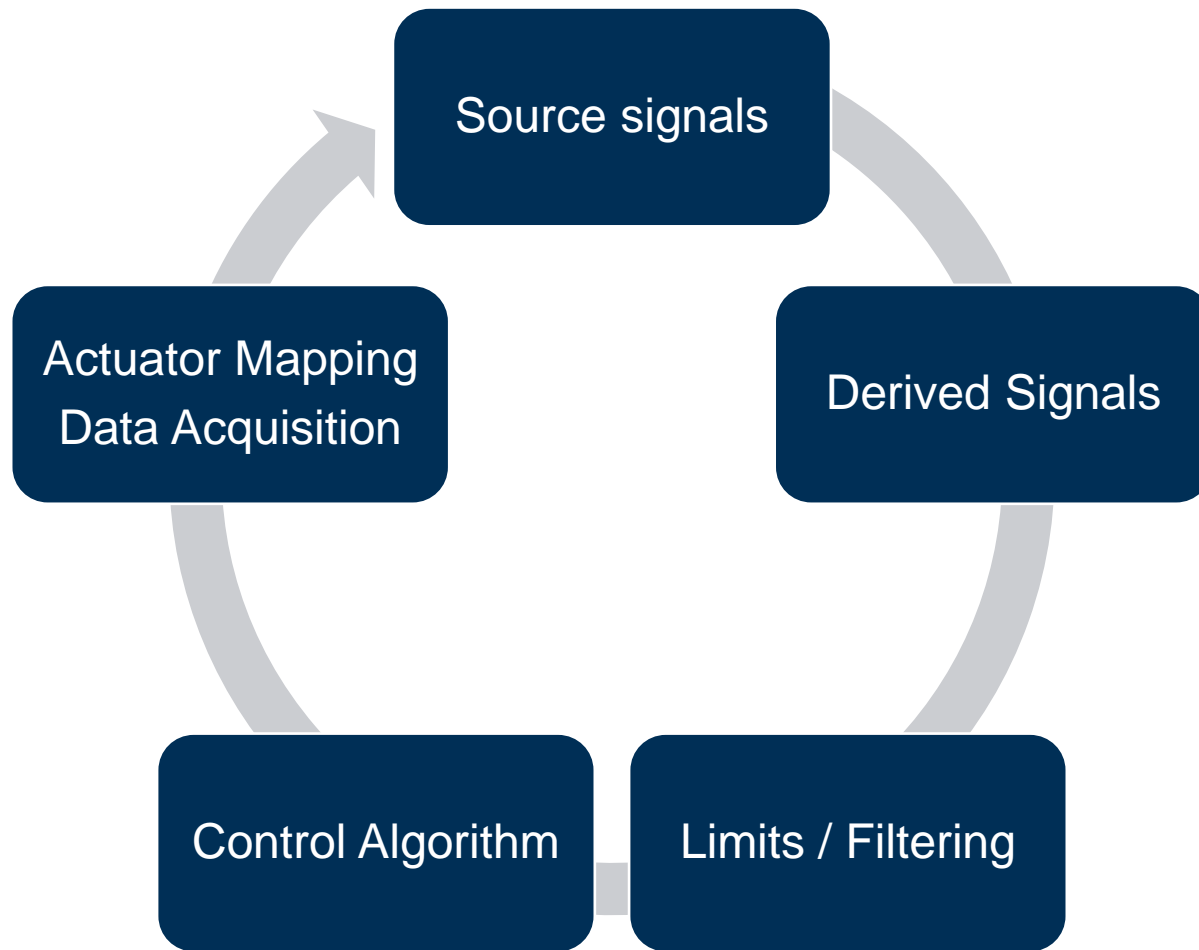 Source signals
Derived Signals
Limits / Filtering
Control Algorithm
Actuator Mapping
Data Acquisition